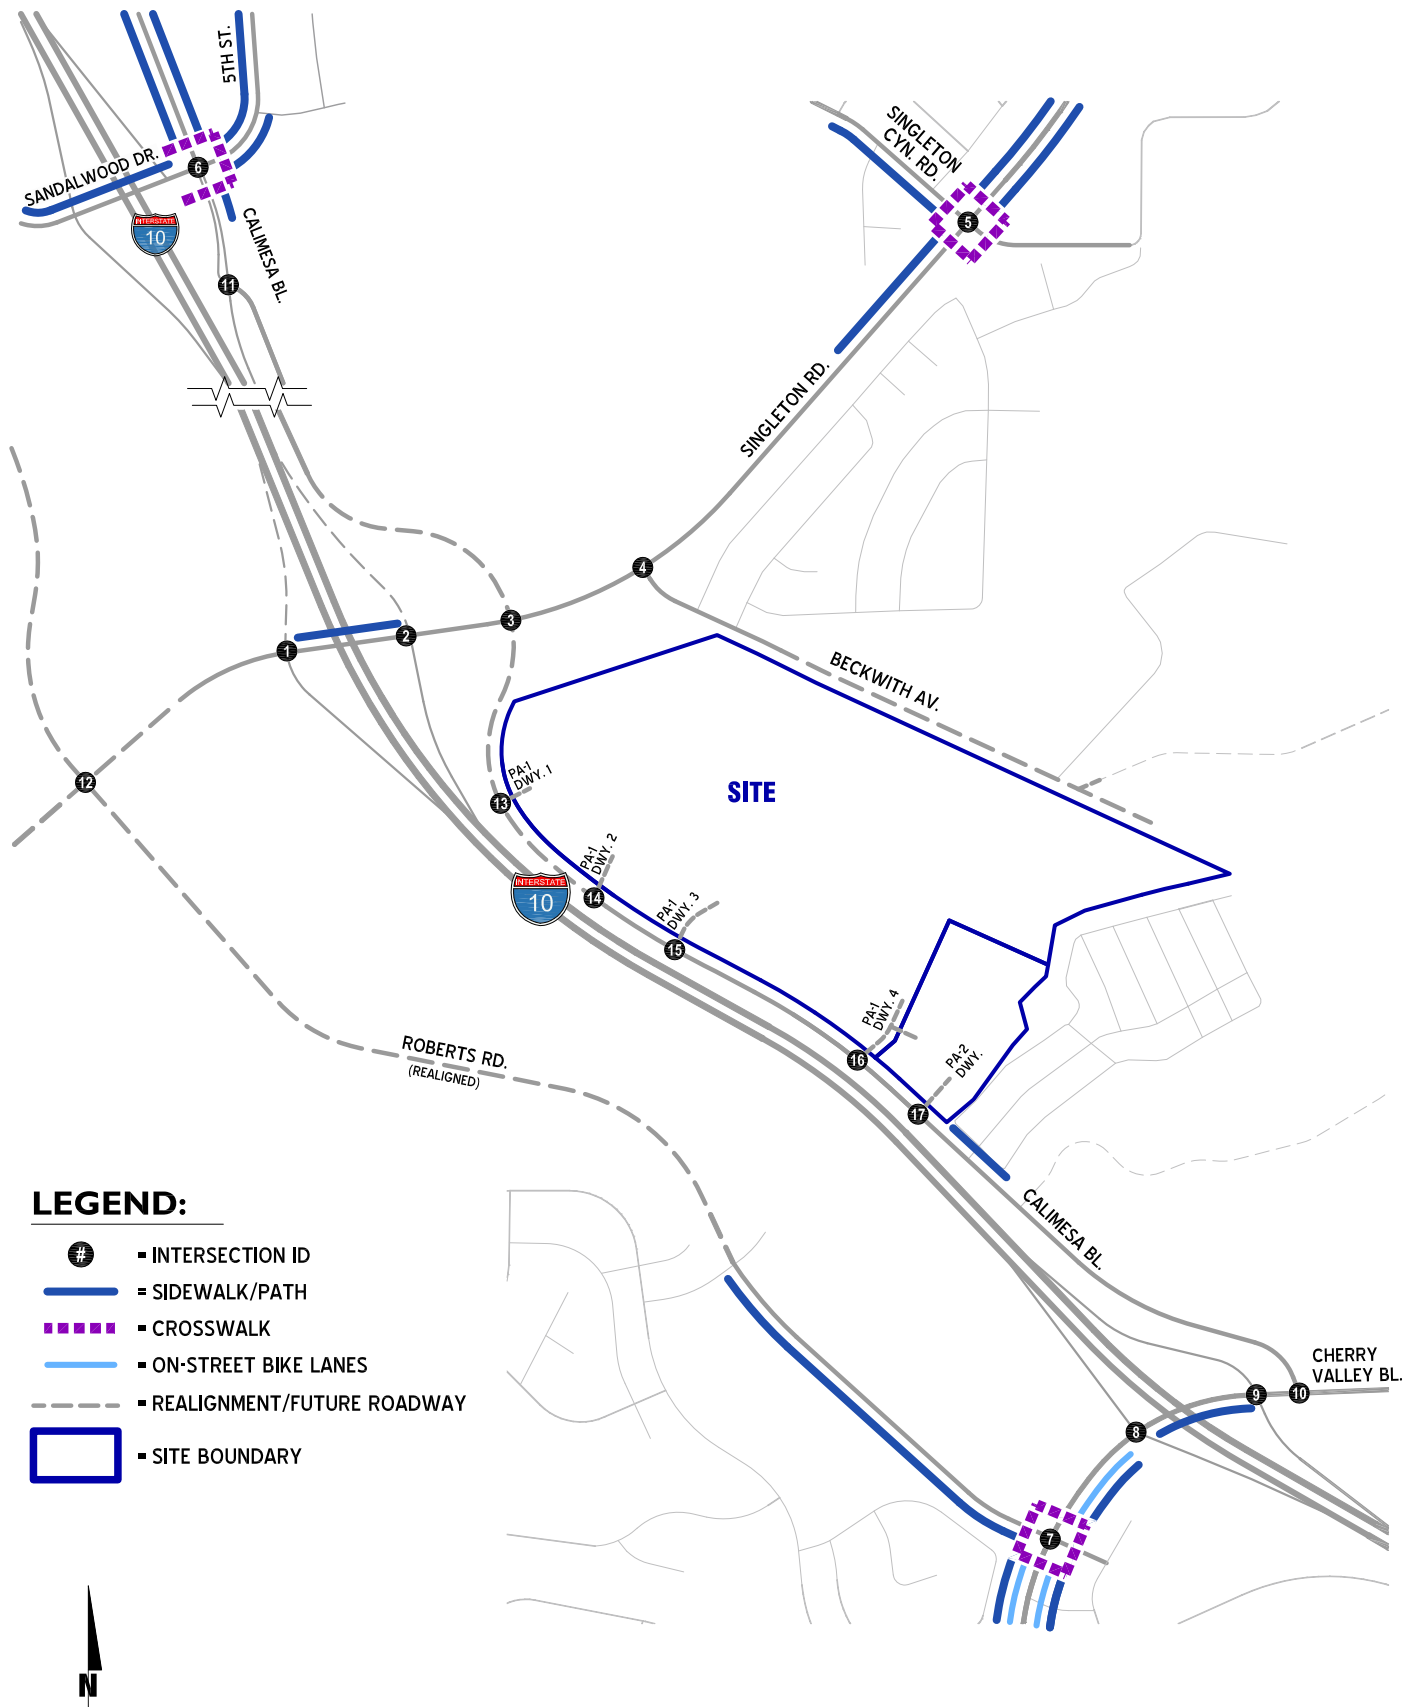 5TH ST.
SANDALWOOD DR.
6
INTERSTATE
10
CALIMESA BL.
11
SINGLETON
CYN. RD.
5
SINGLETON RD.
4
3
2
1
BECKWITH AV.
SITE
12
PA-1
DWY. 1
13
PA-1
DWY. 2
14
INTERSTATE
10
PA-1
DWY. 3
15
PA-1
DWY. 4
16
PA-2
DWY.
17
ROBERTS RD.
(REALIGNED)
CALIMESA BL.
CHERRY
VALLEY BL.
9
10
8
7
LEGEND:
# = INTERSECTION ID
= SIDEWALK/PATH
= CROSSWALK
= ON-STREET BIKE LANES
= REALIGNMENT/FUTURE ROADWAY
= SITE BOUNDARY
N